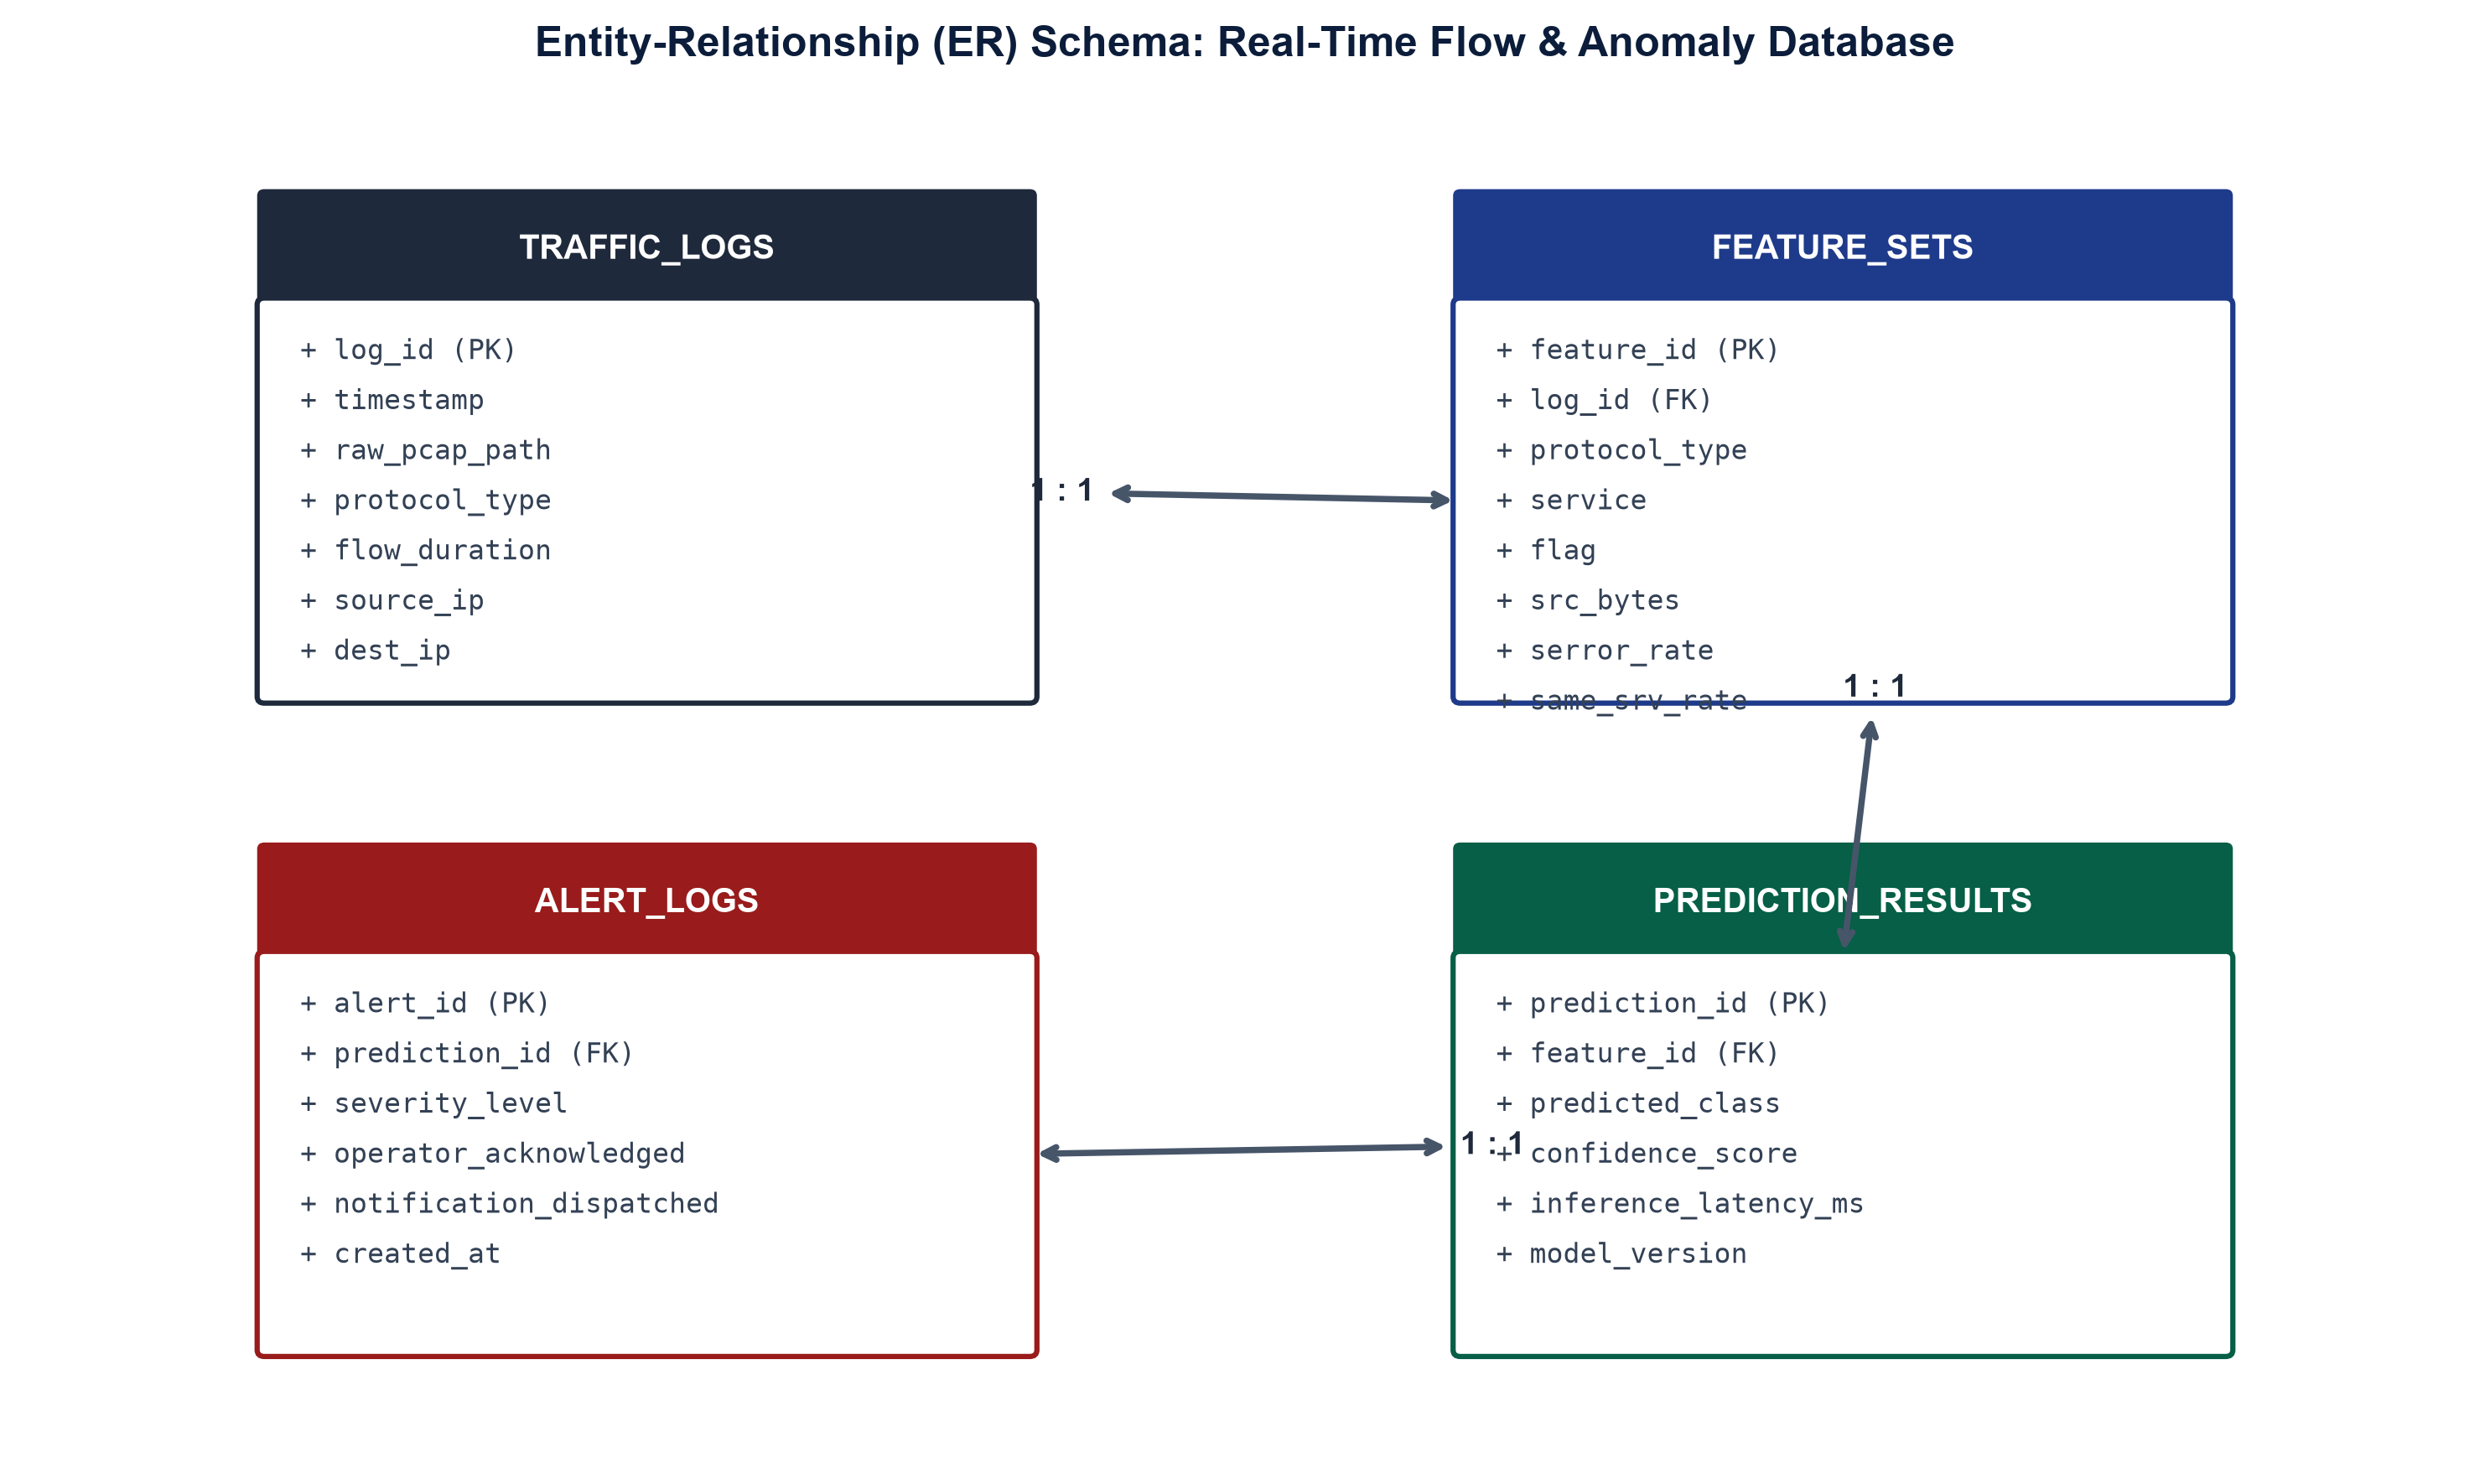 Entity-Relationship (ER) Schema: Real-Time Flow & Anomaly Database
TRAFFIC_LOGS
+ log_id (PK)
+ timestamp
+ raw_pcap_path
+ protocol_type
+ flow_duration
+ source_ip
+ dest_ip
1 : 1
FEATURE_SETS
+ feature_id (PK)
+ log_id (FK)
+ protocol_type
+ service
+ flag
+ src_bytes
+ serror_rate
+ same_srv_rate
1 : 1
ALERT_LOGS
+ alert_id (PK)
+ prediction_id (FK)
+ severity_level
+ operator_acknowledged
+ notification_dispatched
+ created_at
PREDICTION_RESULTS
+ prediction_id (PK)
+ feature_id (FK)
+ predicted_class
1 : 1
+ confidence_score
+ inference_latency_ms
+ model_version